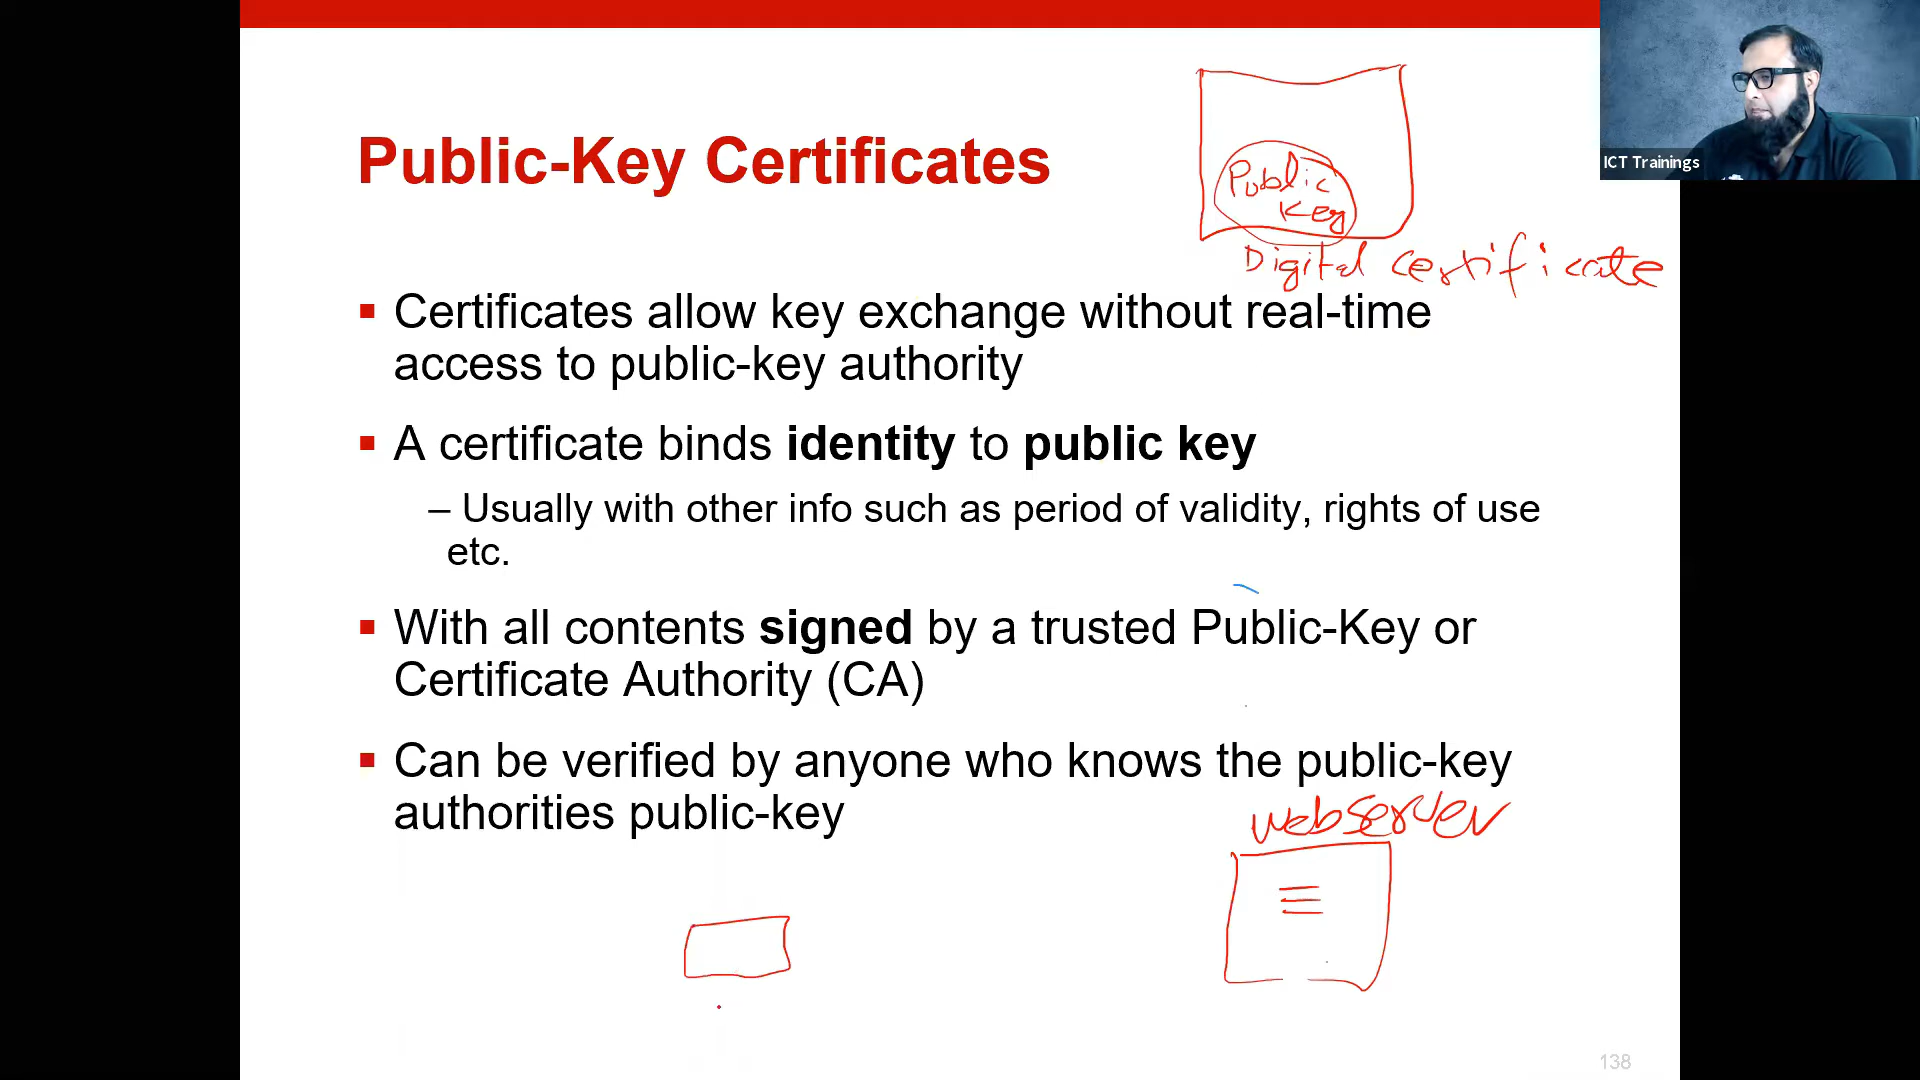 Public-Key Certificates
Public
Key
Digital certificate
ICT Trainings
▪ Certificates allow key exchange without real-time
access to public-key authority
▪ A certificate binds identity to public key
– Usually with other info such as period of validity, rights of use
etc.
▪ With all contents signed by a trusted Public-Key or
Certificate Authority (CA)
▪ Can be verified by anyone who knows the public-key
authorities public-key
webserver
138